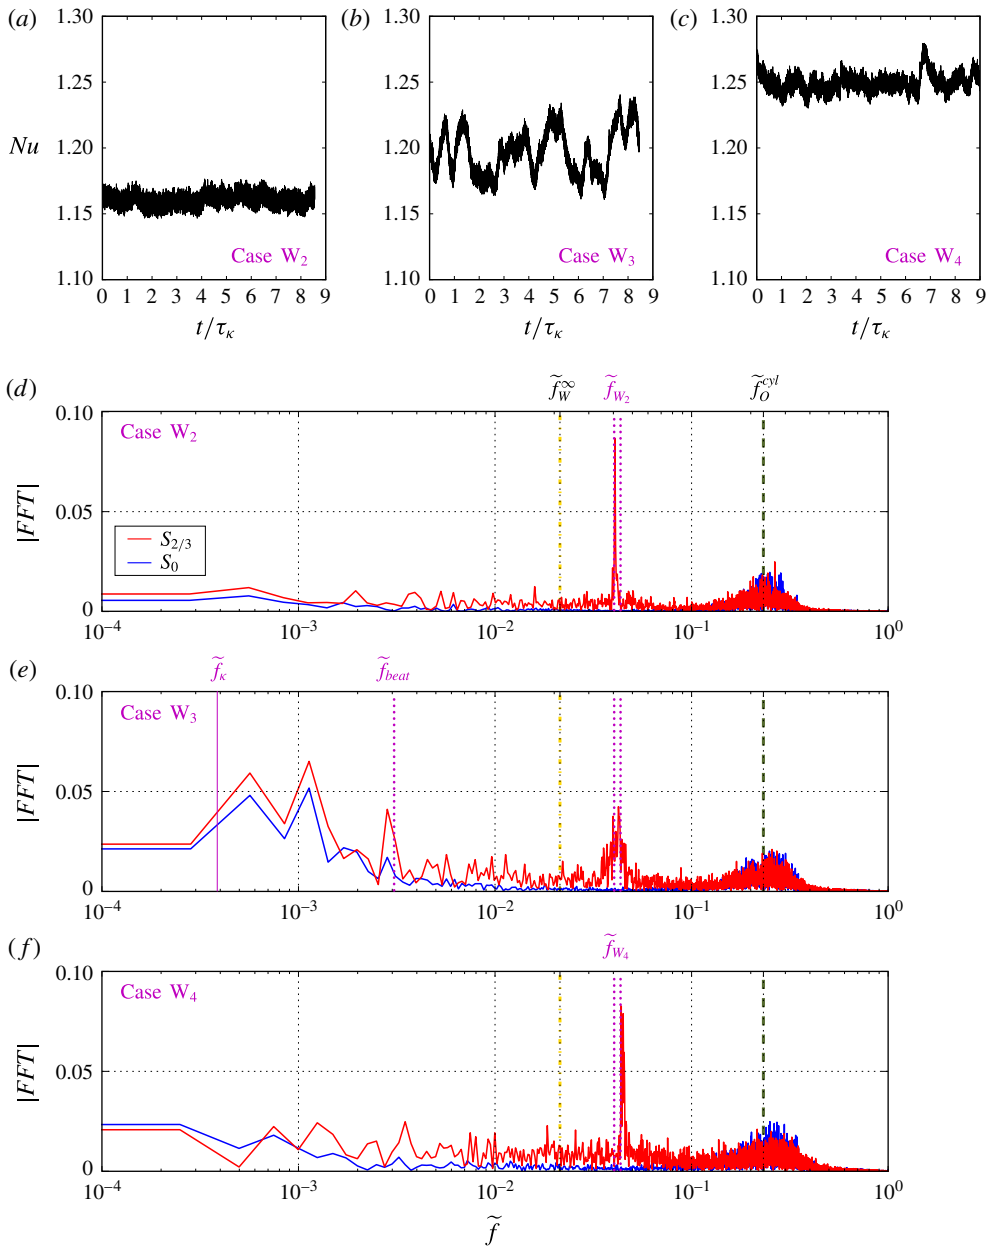 (a) (b) (c)
1.30 1.30 1.30
1.25 1.25 1.25
Nu 1.20 1.20 1.20
1.15 1.15 1.15
Case W2 Case W3 Case W4
1.10 1.10 1.10
0 1 2 3 4 5 6 7 8 9 0 1 2 3 4 5 6 7 8 9 0 1 2 3 4 5 6 7 8 9
t/τκ t/τκ t/τκ
(d) f̃W∞ f̃W2 f̃Ocyl
0.10
Case W2
|FFT| 0.05
S2/3
S0
0
10−4 10−3 10−2 10−1 100
(e) f̃κ f̃beat
0.10
Case W3
|FFT| 0.05
0
10−4 10−3 10−2 10−1 100
(f) f̃W4
0.10
Case W4
|FFT| 0.05
0
10−4 10−3 10−2 10−1 100
f̃